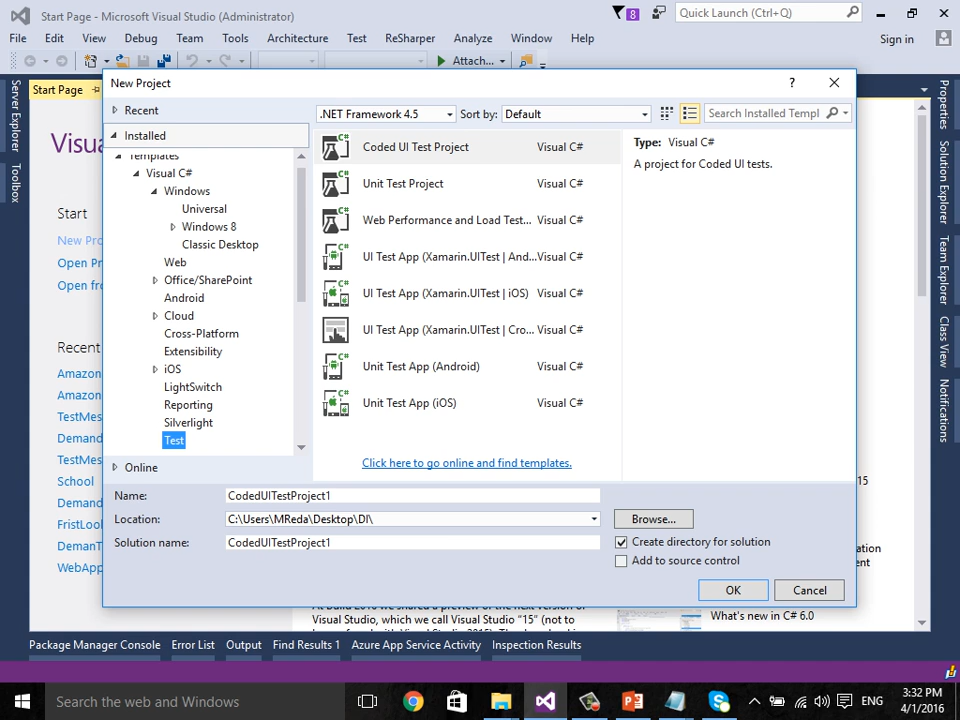 Start Page - Microsoft Visual Studio (Administrator)
8
Quick Launch (Ctrl+Q)
File Edit View Debug Team Tools Architecture Test ReSharper Analyze Window Help
Sign in
Attach...
Start Page
Server Explorer
Toolbox
Properties
Solution Explorer
Team Explorer
Class View
Notifications
New Project
?
Recent
.NET Framework 4.5
Sort by: Default
Search Installed Templ
Installed
Templates
Visual C#
Windows
Universal
Windows 8
Classic Desktop
Web
Office/SharePoint
Android
Cloud
Cross-Platform
Extensibility
iOS
LightSwitch
Reporting
Silverlight
Test
Online
Coded UI Test Project Visual C#
Unit Test Project Visual C#
Web Performance and Load Test... Visual C#
UI Test App (Xamarin.UITest | And... Visual C#
UI Test App (Xamarin.UITest | iOS) Visual C#
UI Test App (Xamarin.UITest | Cro... Visual C#
Unit Test App (Android) Visual C#
Unit Test App (iOS) Visual C#
Click here to go online and find templates.
Type: Visual C#
A project for Coded UI tests.
Name: CodedUITestProject1
Location: C:\Users\MReda\Desktop\DI\
Browse...
Solution name: CodedUITestProject1
Create directory for solution
Add to source control
OK Cancel
Visu
Start
New Pro
Open Pr
Open fro
Recent
Amazon
Amazon
TestMes
Demand
TestMes
School
Demand
FristLook
DemanT
WebApp
15
ation
ent
Visual Studio, which we call Visual Studio "15" (not to
What's new in C# 6.0
Package Manager Console Error List Output Find Results 1 Azure App Service Activity Inspection Results
Search the web and Windows
ENG
3:32 PM
4/1/2016